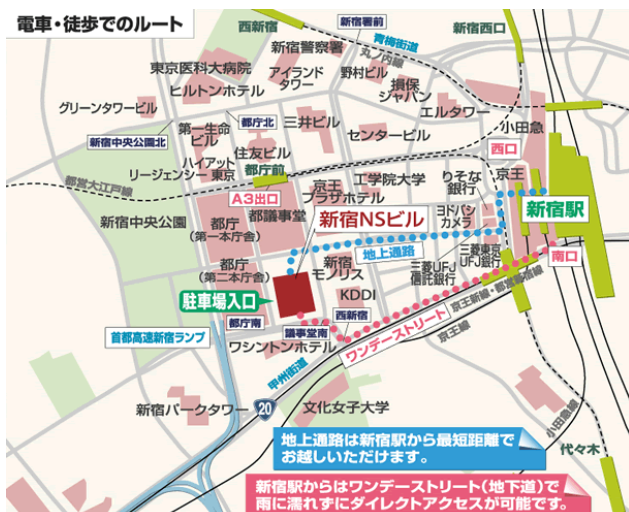 電車・徒歩でのルート
新宿署前
西新宿
青梅街道
新宿西口
新宿警察署
丸ノ内線
東京医科大病院
アイランド
タワー
野村ビル
ヒルトンホテル
損保
ジャパン
グリーンタワービル
エルタワー
都庁北
三井ビル
小田急
新宿中央公園北
第一生命
ビル
センタービル
住友ビル
西口
ハイアット
リージェンシー 東京
都庁前
工学院大学
京王
都営大江戸線
A3出口
京王
プラザホテル
りそな
銀行
新宿駅
新宿中央公園
都庁
(第一本庁舎)
都議事堂
新宿NSビル
ヨドバシ
カメラ
地上通路
三菱東京
UFJ銀行
南口
都庁
(第二本庁舎)
新宿
モノリス
三菱UFJ
信託銀行
駐車場入口
KDDI
京王新線・都営新宿線
都庁南
西新宿
京王線
首都高速新宿ランプ
議事堂南
ワンデーストリート
ワシントンホテル
甲州街道
新宿パークタワー
20
文化女子大学
小田急線
代々木
地上通路は新宿駅から最短距離で
お越しいただけます。
新宿駅からはワンデーストリート(地下道)で
雨に濡れずにダイレクトアクセスが可能です。